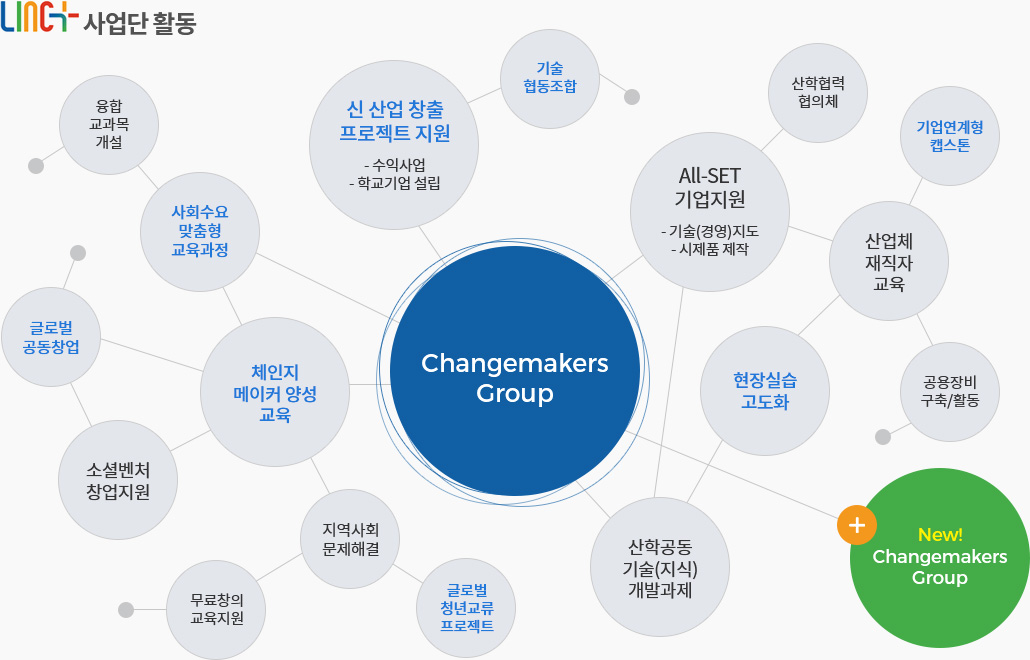 LINC+ 사업단 활동
융합
교과목
개설
신 산업 창출
프로젝트 지원
- 수익사업
- 학교기업 설립
기술
협동조합
산학협력
협의체
기업연계형
캡스톤
All-SET
기업지원
- 기술(경영)지도
- 시제품 제작
사회수요
맞춤형
교육과정
산업체
재직자
교육
글로벌
공동창업
체인지
메이커 양성
교육
Changemakers
Group
현장실습
고도화
공용장비
구축/활동
소셜벤처
창업지원
지역사회
문제해결
산학공동
기술(지식)
개발과제
+
New!
Changemakers
Group
무료창의
교육지원
글로벌
청년교류
프로젝트